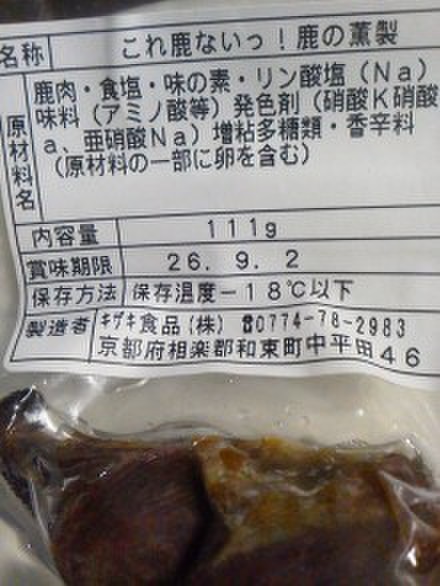 名称 これ鹿ないっ！鹿の薫製
原材料名
鹿肉・食塩・味の素・リン酸塩（Ｎａ）
味料（アミノ酸等）発色剤（硝酸Ｋ硝酸
ａ、亜硝酸Ｎａ）増粘多糖類・香辛料
（原材料の一部に卵を含む）
内容量 111g
賞味期限 26.9.2
保存方法 保存温度－18℃以下
製造者 キザキ食品(株) ☎0774-78-2983
京都府相楽郡和束町中平田46